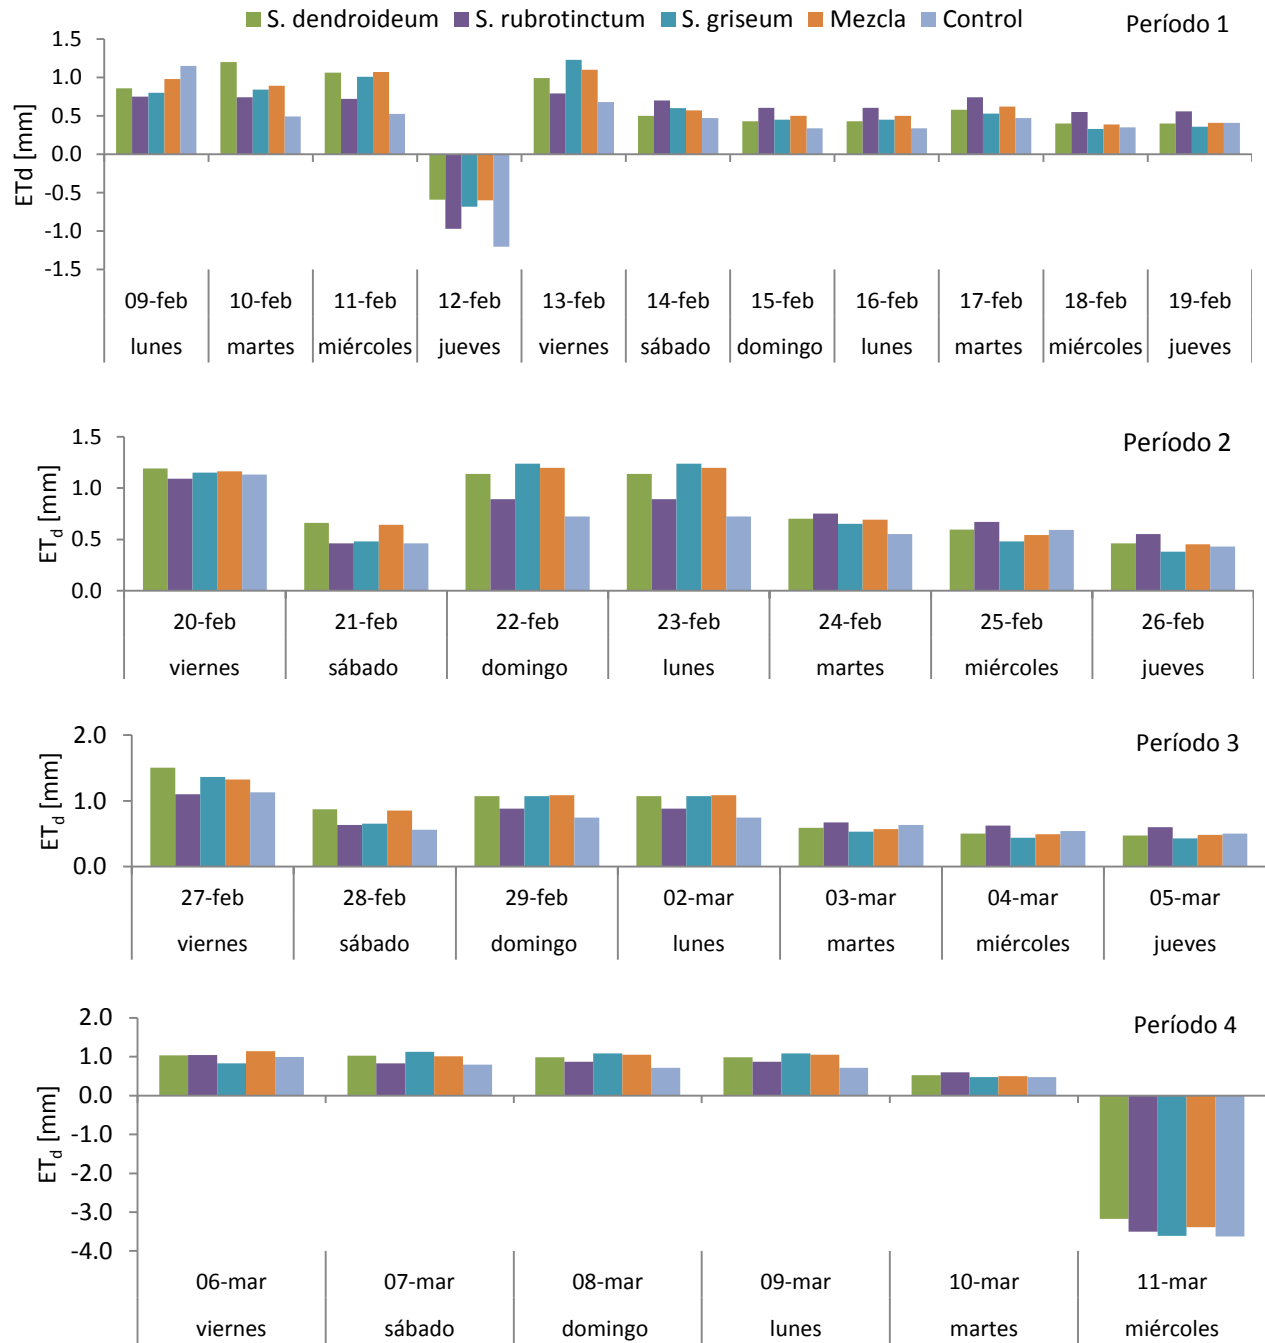 S. dendroideum S. rubrotinctum S. griseum Mezcla Control
Período 1
ETd [mm]
1.5
1.0
0.5
0.0
-0.5
-1.0
-1.5
09-feb 10-feb 11-feb 12-feb 13-feb 14-feb 15-feb 16-feb 17-feb 18-feb 19-feb
lunes martes miércoles jueves viernes sábado domingo lunes martes miércoles jueves
Período 2
ETd [mm]
1.5
1.0
0.5
0.0
20-feb 21-feb 22-feb 23-feb 24-feb 25-feb 26-feb
viernes sábado domingo lunes martes miércoles jueves
Período 3
ETd [mm]
2.0
1.0
0.0
27-feb 28-feb 29-feb 02-mar 03-mar 04-mar 05-mar
viernes sábado domingo lunes martes miércoles jueves
Período 4
ETd [mm]
2.0
1.0
0.0
-1.0
-2.0
-3.0
-4.0
06-mar 07-mar 08-mar 09-mar 10-mar 11-mar
viernes sábado domingo lunes martes miércoles